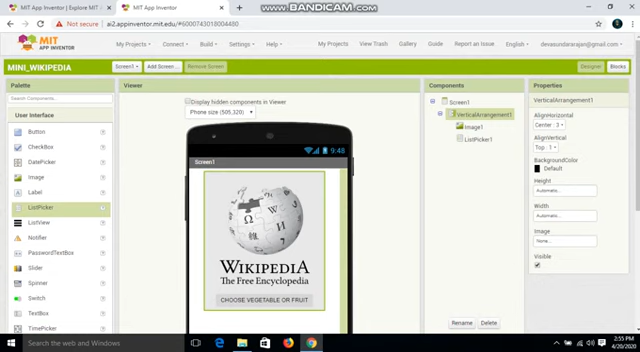 MIT App Inventor | Explore MIT A
MIT App Inventor
WWW.BANDICAM.COM
Not secure
ai2.appinventor.mit.edu/#6000743018004480
MIT
APP INVENTOR
My Projects
Connect
Build
Settings
Help
My Projects
View Trash
Gallery
Guide
Report an Issue
English
devasundararajan@gmail.com
MINI_WIKIPEDIA
Screen1
Add Screen ...
Remove Screen
Designer
Blocks
Palette
Viewer
Components
Properties
Search Components...
User Interface
Button
CheckBox
DatePicker
Image
Label
ListPicker
ListView
Notifier
PasswordTextBox
Slider
Spinner
Switch
TextBox
TimePicker
Display hidden components in Viewer
Phone size (505,320)
9:48
Screen1
Ω
W
И
WIKIPEDIA
The Free Encyclopedia
CHOOSE VEGETABLE OR FRUIT
Screen1
VerticalArrangement1
Image1
ListPicker1
Rename
Delete
VerticalArrangement1
AlignHorizontal
Center : 3
AlignVertical
Top : 1
BackgroundColor
Default
Height
Automatic...
Width
Automatic...
Image
None...
Visible
Search the web and Windows
2:55 PM
4/20/2020